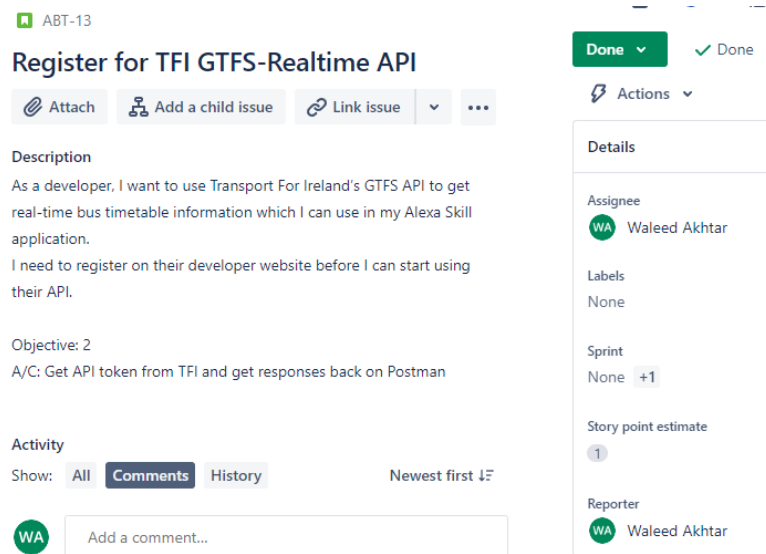 ABT-13
Register for TFI GTFS-Realtime API
Attach
Add a child issue
Link issue
Description
As a developer, I want to use Transport For Ireland's GTFS API to get
real-time bus timetable information which I can use in my Alexa Skill
application.
I need to register on their developer website before I can start using
their API.
Objective: 2
A/C: Get API token from TFI and get responses back on Postman
Activity
Show: All Comments History Newest first
WA Add a comment...
Done Done
Actions
Details
Assignee
WA Waleed Akhtar
Labels
None
Sprint
None +1
Story point estimate
1
Reporter
WA Waleed Akhtar